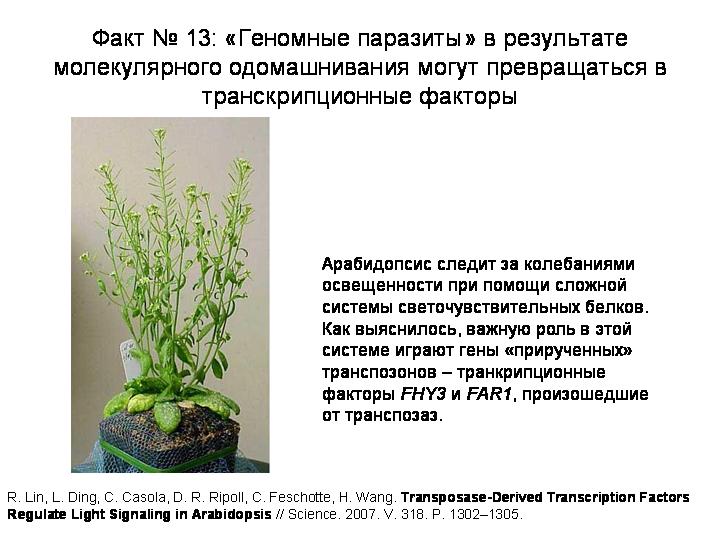 Факт № 13: «Геномные паразиты» в результате
молекулярного одомашнивания могут превращаться в
транскрипционные факторы
Арабидопсис следит за колебаниями
освещенности при помощи сложной
системы светочувствительных белков.
Как выяснилось, важную роль в этой
системе играют гены «прирученных»
транспозонов – транкрипционные
факторы FHY3 и FAR1, произошедшие
от транспозаз.
R. Lin, L. Ding, C. Casola, D. R. Ripoll, C. Feschotte, H. Wang. Transposase-Derived Transcription Factors
Regulate Light Signaling in Arabidopsis // Science. 2007. V. 318. P. 1302–1305.